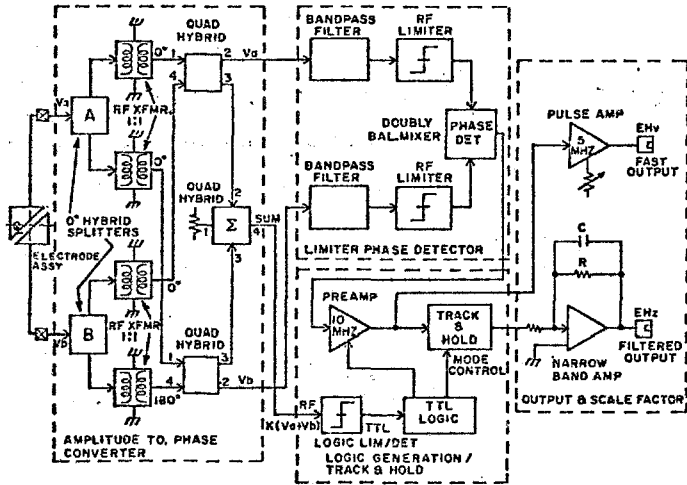 QUAD
HYBRID
0° 1
2 Va
4
3
BANDPASS
FILTER
RF
LIMITER
A
RF XFMR
1:1
DOUBLY
BAL. MIXER
PHASE
DET
PULSE AMP
5
MHZ
EHv
FAST
OUTPUT
0°
QUAD
HYBRID
2
Σ
1
SUM
4
3
BANDPASS
FILTER
RF
LIMITER
LIMITER PHASE DETECTOR
0° HYBRID
SPLITTERS
ELECTRODE
ASSY
0°
RF XFMR
1:1
B
Vb
QUAD
HYBRID
1
3
4
2 Vb
180°
AMPLITUDE TO, PHASE
CONVERTER
PREAMP
10
MHZ
TRACK
&
HOLD
MODE
CONTROL
RF
K(Va+Vb)
TTL
TTL
LOGIC
LOGIC LIM/DET
LOGIC GENERATION/
TRACK & HOLD
C
R
EHz
FILTERED OUTPUT
NARROW
BAND AMP
OUTPUT & SCALE FACTOR